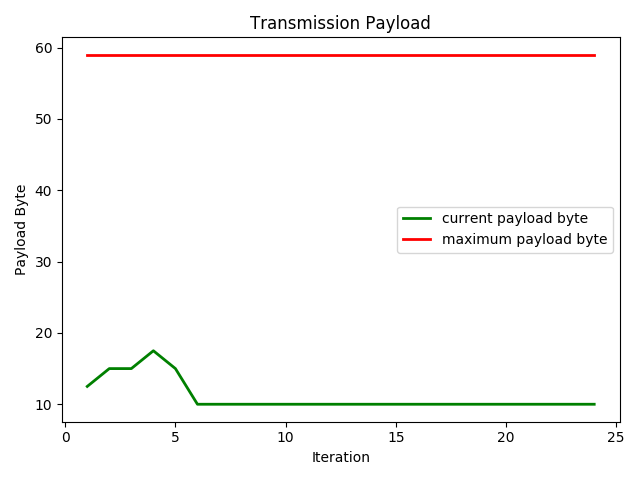 Transmission Payload
60
50
40
30
20
10
Payload Byte
current payload byte
maximum payload byte
0
5
10
15
20
25
Iteration